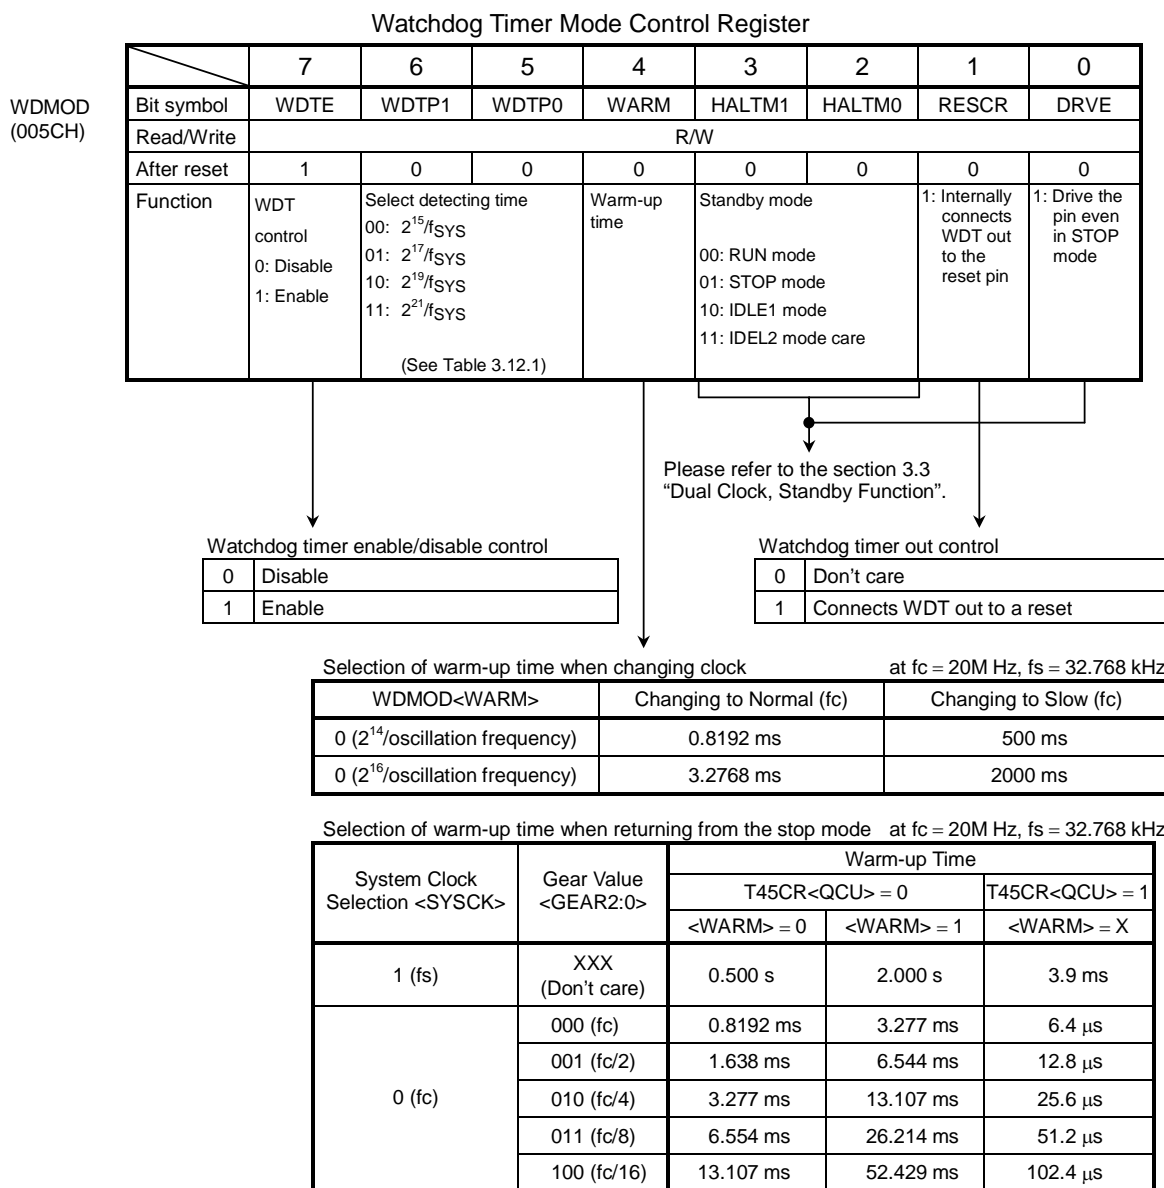 Watchdog Timer Mode Control Register
7 6 5 4 3 2 1 0
WDMOD
(005CH)
Bit symbol WDTE WDTP1 WDTP0 WARM HALTM1 HALTM0 RESCR DRVE
Read/Write R/W
After reset 1 0 0 0 0 0 0 0
Function
WDT
control
0: Disable
1: Enable
Select detecting time
00: 2^15/fSYS
01: 2^17/fSYS
10: 2^19/fSYS
11: 2^21/fSYS
(See Table 3.12.1)
Warm-up
time
Standby mode
00: RUN mode
01: STOP mode
10: IDLE1 mode
11: IDEL2 mode care
1: Internally
connects
WDT out
to the
reset pin
1: Drive the
pin even
in STOP
mode
Please refer to the section 3.3
“Dual Clock, Standby Function”.
Watchdog timer enable/disable control
0 Disable
1 Enable
Watchdog timer out control
0 Don't care
1 Connects WDT out to a reset
Selection of warm-up time when changing clock at fc = 20M Hz, fs = 32.768 kHz
WDMOD<WARM> Changing to Normal (fc) Changing to Slow (fc)
0 (2^14/oscillation frequency) 0.8192 ms 500 ms
0 (2^16/oscillation frequency) 3.2768 ms 2000 ms
Selection of warm-up time when returning from the stop mode at fc = 20M Hz, fs = 32.768 kHz
System Clock
Selection <SYSCK>
Gear Value
<GEAR2:0>
Warm-up Time
T45CR<QCU> = 0 T45CR<QCU> = 1
<WARM> = 0 <WARM> = 1 <WARM> = X
1 (fs) XXX
(Don't care) 0.500 s 2.000 s 3.9 ms
0 (fc)
000 (fc) 0.8192 ms 3.277 ms 6.4 μs
001 (fc/2) 1.638 ms 6.544 ms 12.8 μs
010 (fc/4) 3.277 ms 13.107 ms 25.6 μs
011 (fc/8) 6.554 ms 26.214 ms 51.2 μs
100 (fc/16) 13.107 ms 52.429 ms 102.4 μs